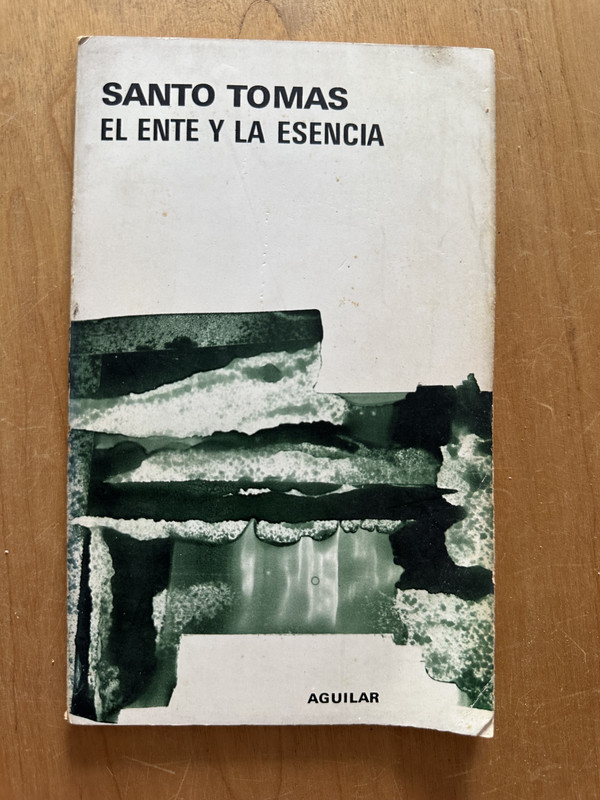 SANTO TOMAS
EL ENTE Y LA ESENCIA
AGUILAR